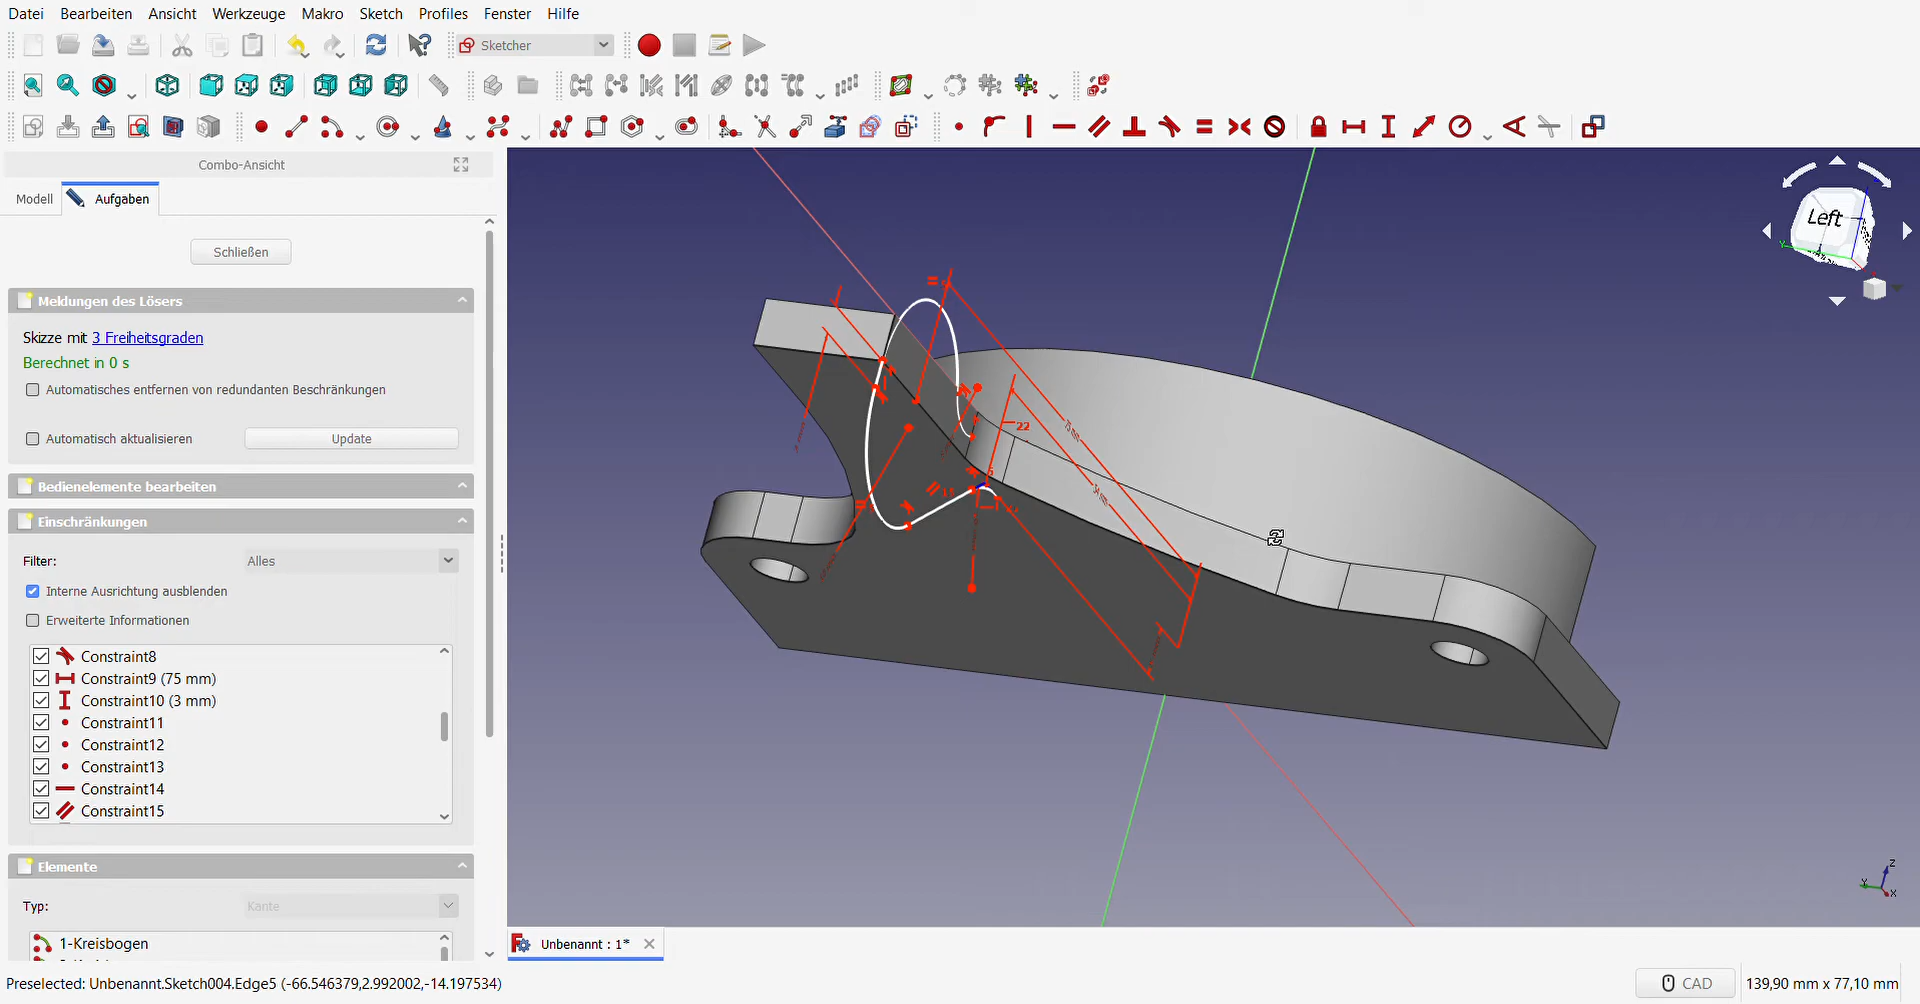 Datei Bearbeiten Ansicht Werkzeuge Makro Sketch Profiles Fenster Hilfe
Sketcher
Combo-Ansicht
Modell Aufgaben
Schließen
Meldungen des Lösers
Skizze mit 3 Freiheitsgraden
Berechnet in 0 s
Automatisches entfernen von redundanten Beschränkungen
Automatisch aktualisieren Update
Bedienelemente bearbeiten
Einschränkungen
Filter: Alles
Interne Ausrichtung ausblenden
Erweiterte Informationen
Constraint8
Constraint9 (75 mm)
Constraint10 (3 mm)
Constraint11
Constraint12
Constraint13
Constraint14
Constraint15
Elemente
Typ: Kante
1-Kreisbogen
Left
22
75 mm
54 mm
Z
Y
X
Unbenannt : 1*
Preselected: Unbenannt.Sketch004.Edge5 (-66.546379,2.992002,-14.197534)
CAD
139,90 mm x 77,10 mm